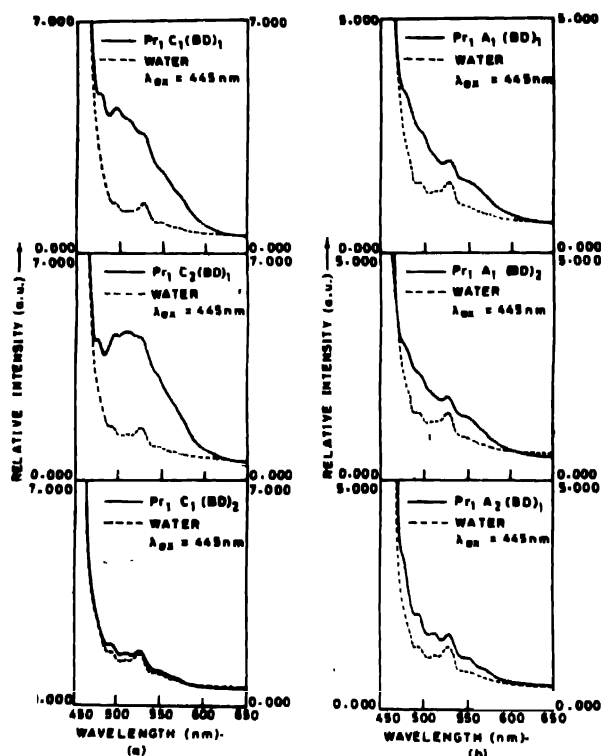 7.000
7.000
Pr₁ C₁(BD)₁
WATER
λex = 445nm
0.000
0.000
7.000
7.000
Pr₁ C₂(BD)₁
WATER
λex = 445nm
0.000
0.000
7.000
7.000
Pr₁ C₁(BD)₂
WATER
λex = 445nm
).000
0.000
450 500 550 600 650
WAVELENGTH (nm)-
(a)
RELATIVE INTENSITY (a.u.)
5.000
5.000
Pr₁ A₁(BD)₁
WATER
λex = 445nm
0.000
0.000
5.000
5.000
Pr₁ A₁(BD)₂
WATER
λex = 445nm
0.000
0.000
5.000
5.000
Pr₁ A₂(BD)₁
WATER
λex = 445nm
0.000
0.000
450 500 550 600 650
WAVELENGTH (nm)-
(b)
RELATIVE INTENSITY (a.u.)